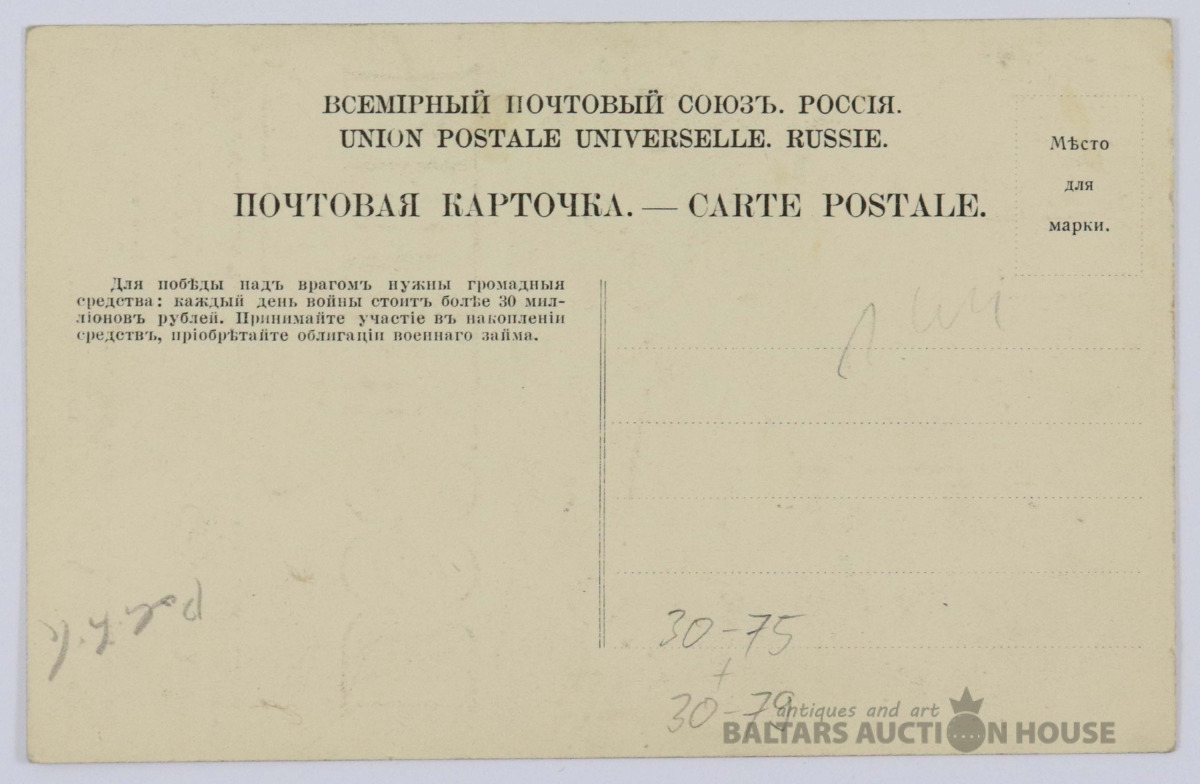 ВСЕМІРНЫЙ ПОЧТОВЫЙ СОЮЗЪ. РОССІЯ.
UNION POSTALE UNIVERSELLE. RUSSIE.
ПОЧТОВАЯ КАРТОЧКА. — CARTE POSTALE.
Мѣсто
для
марки.
Для побѣды надъ врагомъ нужны громадныя
средства: каждый день войны стоитъ болѣе 30 мил-
ліоновъ рублей. Принимайте участіе въ накопленіи
средствъ, пріобрѣтайте облигаціи военнаго займа.
30-75
+
30-79
antiques and art
BALTARS AUCTION HOUSE